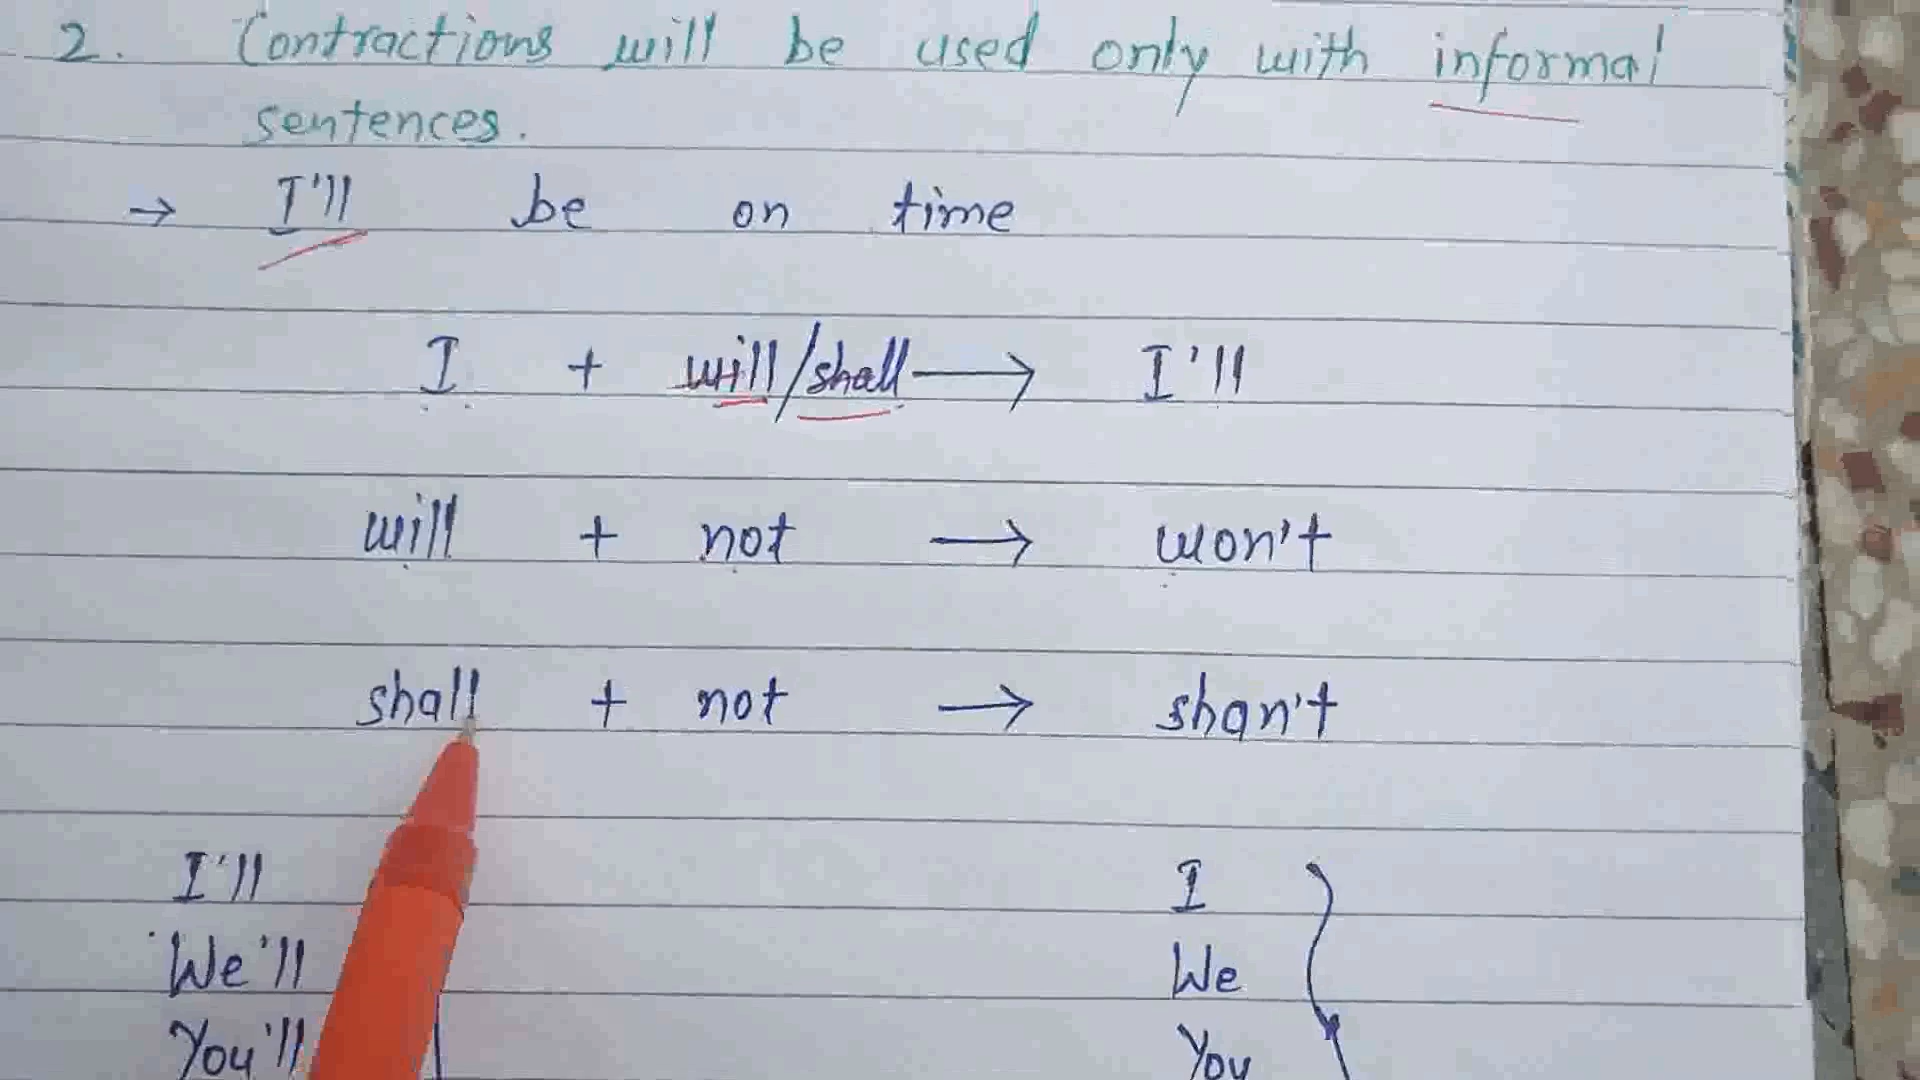 2. Contractions will be used only with informal
sentences.
→ I'll be on time
I + will/shall → I'll
will + not → won't
shall + not → shan't
I'll I
We'll We
You'll You